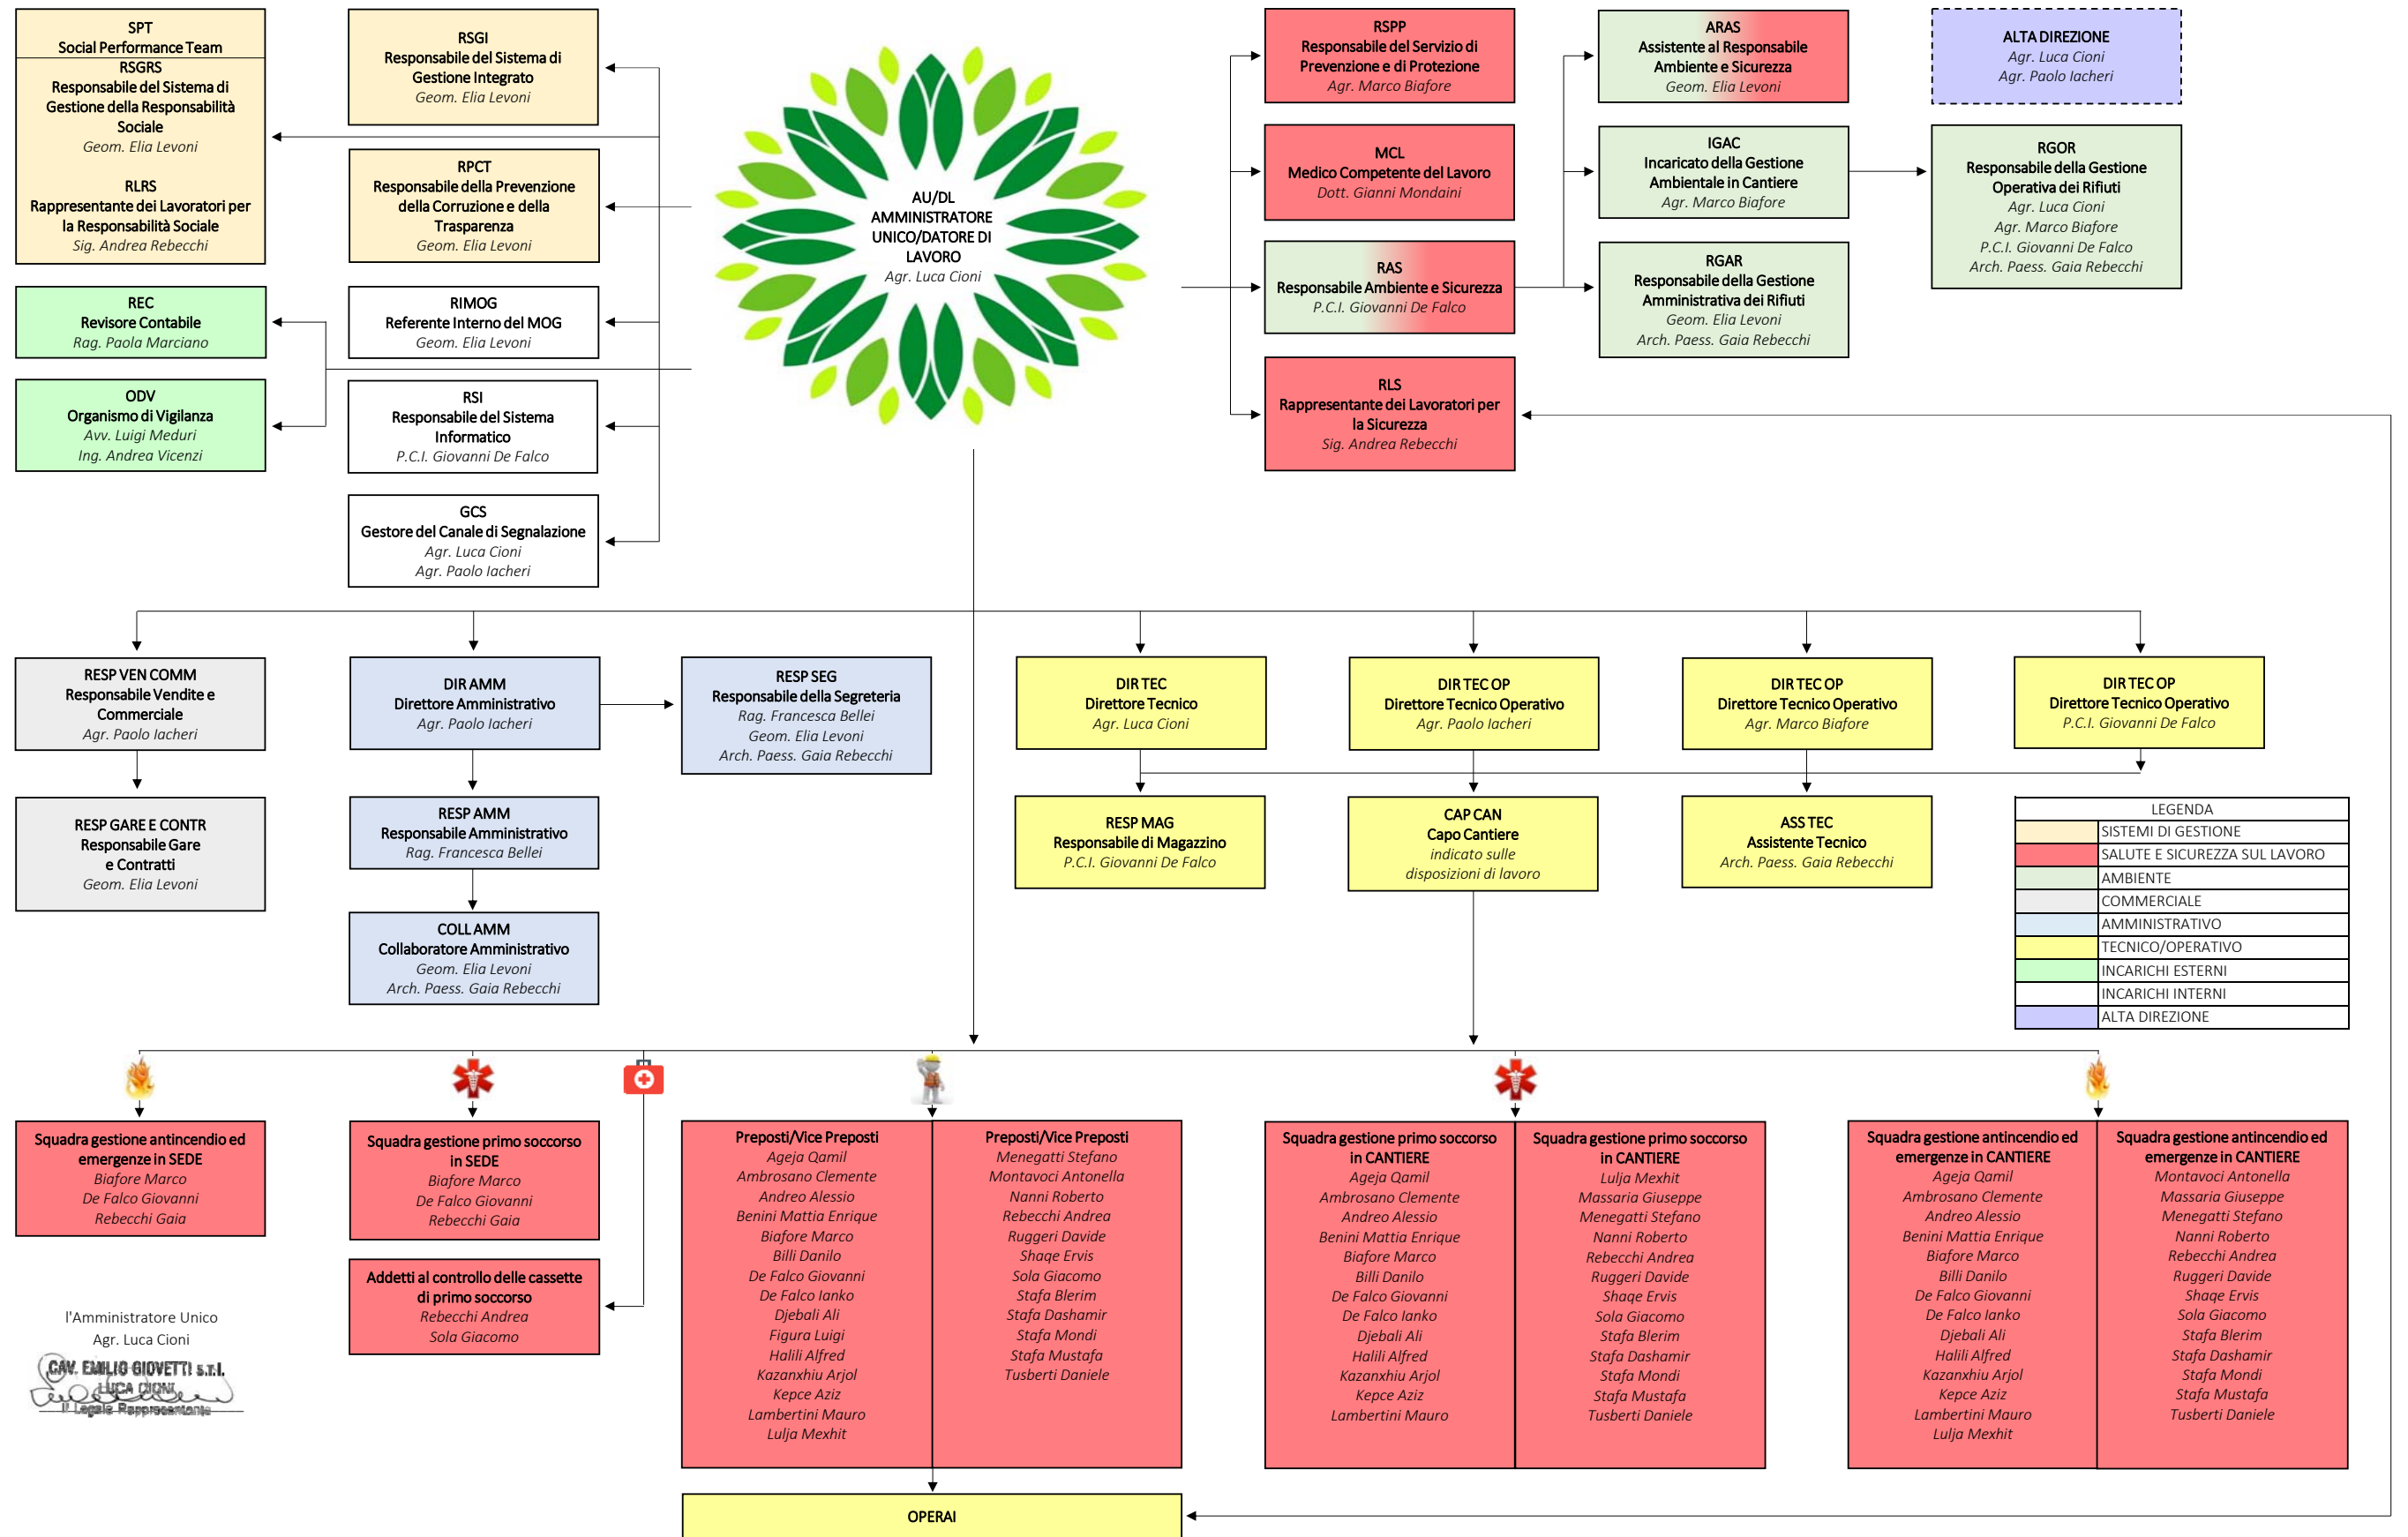 SPT
Social Performance Team
RSGRS
Responsabile del Sistema di
Gestione della Responsabilità
Sociale
Geom. Elia Levoni
RLRS
Rappresentante dei Lavoratori per
la Responsabilità Sociale
Sig. Andrea Rebecchi
REC
Revisore Contabile
Rag. Paola Marciano
ODV
Organismo di Vigilanza
Avv. Luigi Meduri
Ing. Andrea Vicenzi
RSGI
Responsabile del Sistema di
Gestione Integrato
Geom. Elia Levoni
RPCT
Responsabile della Prevenzione
della Corruzione e della
Trasparenza
Geom. Elia Levoni
RIMOG
Referente Interno del MOG
Geom. Elia Levoni
RSI
Responsabile del Sistema
Informatico
P.C.I. Giovanni De Falco
GCS
Gestore del Canale di Segnalazione
Agr. Luca Cioni
Agr. Paolo Iacheri
AU/DL
AMMINISTRATORE
UNICO/DATORE DI
LAVORO
Agr. Luca Cioni
RSPP
Responsabile del Servizio di
Prevenzione e di Protezione
Agr. Marco Biafore
MCL
Medico Competente del Lavoro
Dott. Gianni Mondaini
RAS
Responsabile Ambiente e Sicurezza
P.C.I. Giovanni De Falco
RLS
Rappresentante dei Lavoratori per
la Sicurezza
Sig. Andrea Rebecchi
ARAS
Assistente al Responsabile
Ambiente e Sicurezza
Geom. Elia Levoni
IGAC
Incaricato della Gestione
Ambientale in Cantiere
Agr. Marco Biafore
RGAR
Responsabile della Gestione
Amministrativa dei Rifiuti
Geom. Elia Levoni
Arch. Paess. Gaia Rebecchi
ALTA DIREZIONE
Agr. Luca Cioni
Agr. Paolo Iacheri
RGOR
Responsabile della Gestione
Operativa dei Rifiuti
Agr. Luca Cioni
Agr. Marco Biafore
P.C.I. Giovanni De Falco
Arch. Paess. Gaia Rebecchi
RESP VEN COMM
Responsabile Vendite e
Commerciale
Agr. Paolo Iacheri
RESP GARE E CONTR
Responsabile Gare
e Contratti
Geom. Elia Levoni
DIR AMM
Direttore Amministrativo
Agr. Paolo Iacheri
RESP SEG
Responsabile della Segreteria
Rag. Francesca Bellei
Geom. Elia Levoni
Arch. Paess. Gaia Rebecchi
RESP AMM
Responsabile Amministrativo
Rag. Francesca Bellei
COLL AMM
Collaboratore Amministrativo
Geom. Elia Levoni
Arch. Paess. Gaia Rebecchi
DIR TEC
Direttore Tecnico
Agr. Luca Cioni
DIR TEC OP
Direttore Tecnico Operativo
Agr. Paolo Iacheri
DIR TEC OP
Direttore Tecnico Operativo
Agr. Marco Biafore
DIR TEC OP
Direttore Tecnico Operativo
P.C.I. Giovanni De Falco
RESP MAG
Responsabile di Magazzino
P.C.I. Giovanni De Falco
CAP CAN
Capo Cantiere
indicato sulle
disposizioni di lavoro
ASS TEC
Assistente Tecnico
Arch. Paess. Gaia Rebecchi
LEGENDA
SISTEMI DI GESTIONE
SALUTE E SICUREZZA SUL LAVORO
AMBIENTE
COMMERCIALE
AMMINISTRATIVO
TECNICO/OPERATIVO
INCARICHI ESTERNI
INCARICHI INTERNI
ALTA DIREZIONE
Squadra gestione antincendio ed
emergenze in SEDE
Biafore Marco
De Falco Giovanni
Rebecchi Gaia
Squadra gestione primo soccorso
in SEDE
Biafore Marco
De Falco Giovanni
Rebecchi Gaia
Addetti al controllo delle cassette
di primo soccorso
Rebecchi Andrea
Sola Giacomo
Preposti/Vice Preposti
Ageja Qamil
Ambrosano Clemente
Andreo Alessio
Benini Mattia Enrique
Biafore Marco
Billi Danilo
De Falco Giovanni
De Falco Ianko
Djebali Ali
Figura Luigi
Halili Alfred
Kazanxhiu Arjol
Kepce Aziz
Lambertini Mauro
Lulja Mexhit
Preposti/Vice Preposti
Menegatti Stefano
Montavoci Antonella
Nanni Roberto
Rebecchi Andrea
Ruggeri Davide
Shaqe Ervis
Sola Giacomo
Stafa Blerim
Stafa Dashamir
Stafa Mondi
Stafa Mustafa
Tusberti Daniele
Squadra gestione primo soccorso
in CANTIERE
Ageja Qamil
Ambrosano Clemente
Andreo Alessio
Benini Mattia Enrique
Biafore Marco
Billi Danilo
De Falco Giovanni
De Falco Ianko
Djebali Ali
Halili Alfred
Kazanxhiu Arjol
Kepce Aziz
Lambertini Mauro
Squadra gestione primo soccorso
in CANTIERE
Lulja Mexhit
Massaria Giuseppe
Menegatti Stefano
Nanni Roberto
Rebecchi Andrea
Ruggeri Davide
Shaqe Ervis
Sola Giacomo
Stafa Blerim
Stafa Dashamir
Stafa Mondi
Stafa Mustafa
Tusberti Daniele
Squadra gestione antincendio ed
emergenze in CANTIERE
Ageja Qamil
Ambrosano Clemente
Andreo Alessio
Benini Mattia Enrique
Biafore Marco
Billi Danilo
De Falco Giovanni
De Falco Ianko
Djebali Ali
Halili Alfred
Kazanxhiu Arjol
Kepce Aziz
Lambertini Mauro
Lulja Mexhit
Squadra gestione antincendio ed
emergenze in CANTIERE
Montavoci Antonella
Massaria Giuseppe
Menegatti Stefano
Nanni Roberto
Rebecchi Andrea
Ruggeri Davide
Shaqe Ervis
Sola Giacomo
Stafa Blerim
Stafa Dashamir
Stafa Mondi
Stafa Mustafa
Tusberti Daniele
l'Amministratore Unico
Agr. Luca Cioni
CAV. EMILIO GIOVETTI s.r.l.
LUCA CIONI
Il Legale Rappresentante
OPERAI